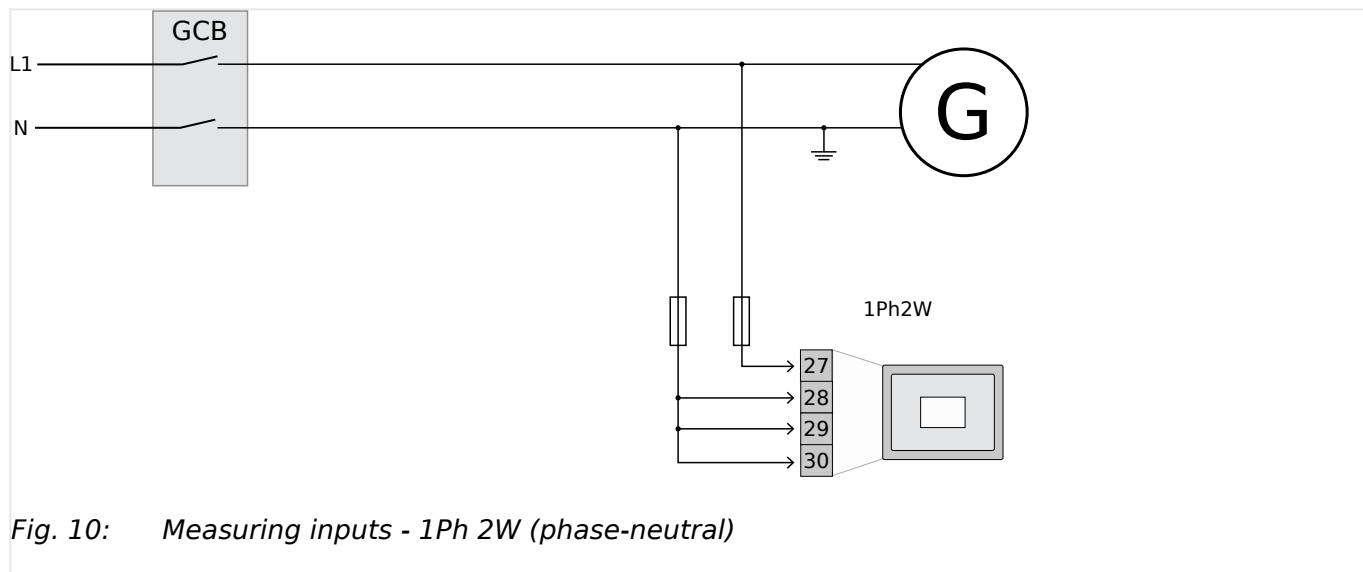 GCB
L1
N
G
1Ph2W
27
28
29
30
Fig. 10: Measuring inputs - 1Ph 2W (phase-neutral)